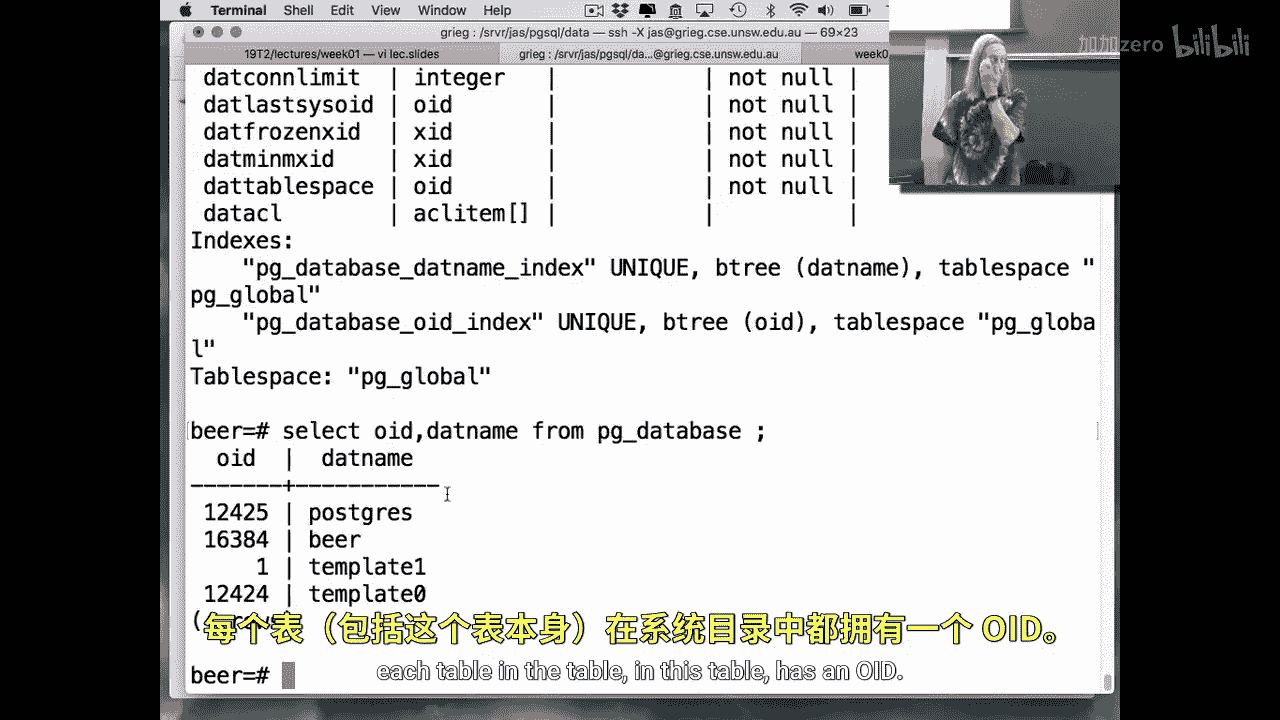 Terminal Shell Edit View Window Help
grieg : /srvr/jas/pgsql/data — ssh -X jas@grieg.cse.unsw.edu.au — 69×23
19T2/lectures/week01 — vi lec.slides
grieg : /srvr/jas/pgsql/da...@grieg.cse.unsw.edu.au
week0
加加zero bilibili
datconnlimit | integer | | not null |
datlastsysoid | oid | | not null |
datfrozenxid | xid | | not null |
datminmxid | xid | | not null |
dattablespace | oid | | not null |
datacl | aclitem[] | | |
Indexes:
"pg_database_datname_index" UNIQUE, btree (datname), tablespace "
pg_global"
"pg_database_oid_index" UNIQUE, btree (oid), tablespace "pg_globa
l"
Tablespace: "pg_global"
beer=# select oid,datname from pg_database ;
oid | datname
-------+-----------
12425 | postgres
16384 | beer
1 | template1
12424 | template0
(
每个表（包括这个表本身）在系统目录中都拥有一个 OID。
beer=#
each table in the table, in this table, has an OID.